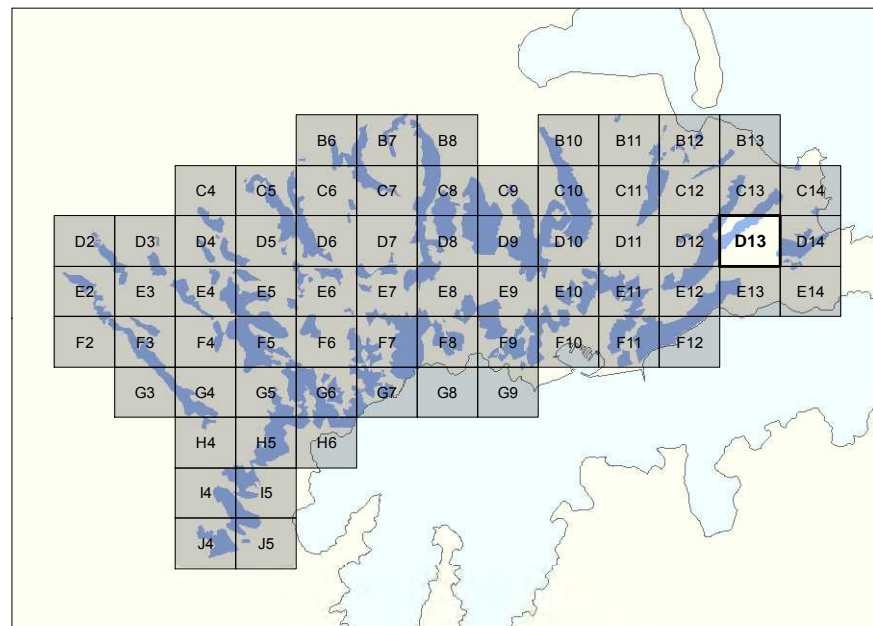 B6 B7 B8 B10 B11 B12 B13
C4 C5 C6 C7 C8 C9 C10 C11 C12 C13 C14
D2 D3 D4 D5 D6 D7 D8 D9 D10 D11 D12 D13 D14
E2 E3 E4 E5 E6 E7 E8 E9 E10 E11 E12 E13 E14
F2 F3 F4 F5 F6 F7 F8 F9 F10 F11 F12
G3 G4 G5 G6 G7 G8 G9
H4 H5 H6
I4 I5
J4 J5